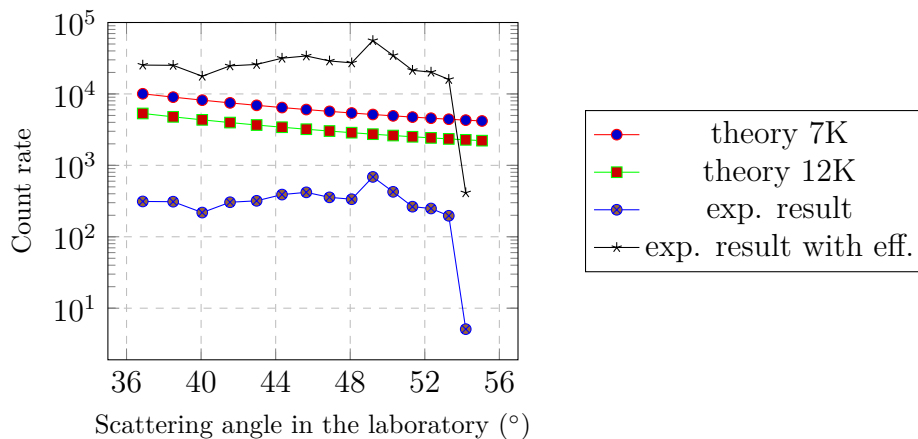 10^5
10^4
10^3
10^2
10^1
Count rate
36 40 44 48 52 56
Scattering angle in the laboratory (°)
theory 7K
theory 12K
exp. result
exp. result with eff.